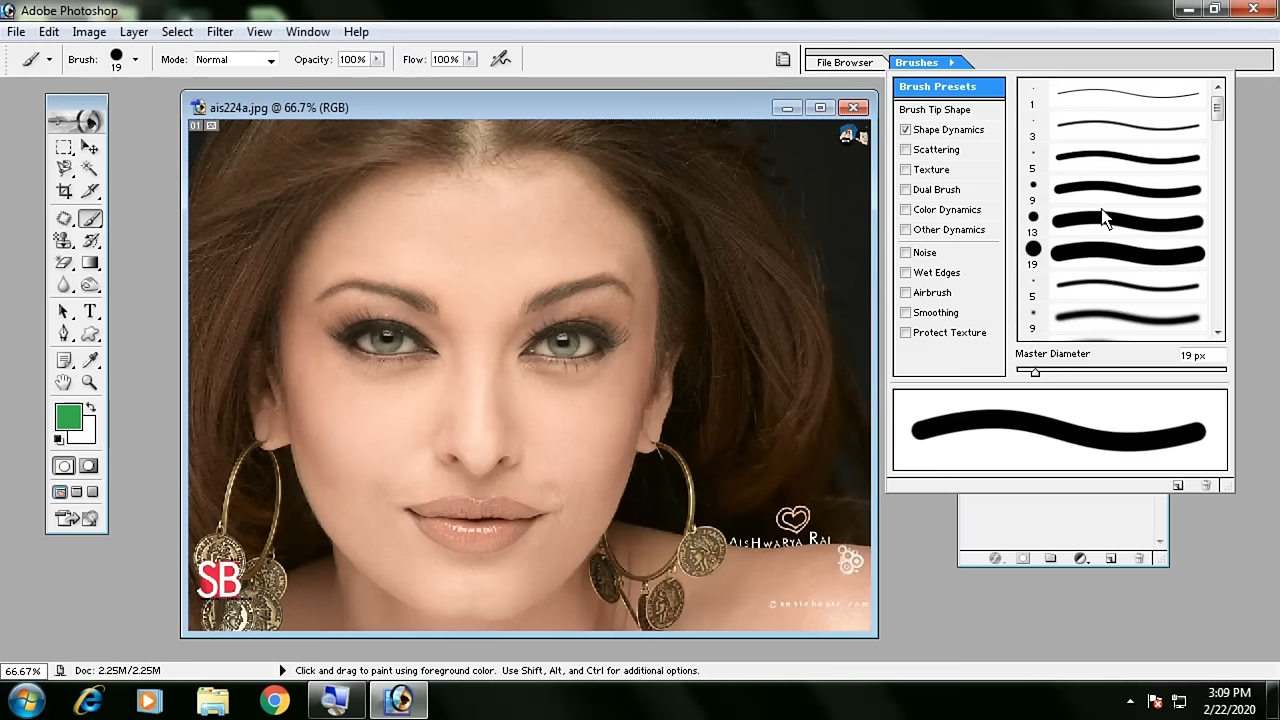 Adobe Photoshop
File Edit Image Layer Select Filter View Window Help
Brush: 19 Mode: Normal Opacity: 100% Flow: 100% File Browser Brushes
ais224a.jpg @ 66.7% (RGB)
01
Brush Presets
Brush Tip Shape
Shape Dynamics
Scattering
Texture
Dual Brush
Color Dynamics
Other Dynamics
Noise
Wet Edges
Airbrush
Smoothing
Protect Texture
1
3
5
9
13
19
5
9
Master Diameter 19 px
T
AisHwaRya Rai
SB
santabanta.com
66.67% Doc: 2.25M/2.25M Click and drag to paint using foreground color. Use Shift, Alt, and Ctrl for additional options.
3:09 PM
2/22/2020